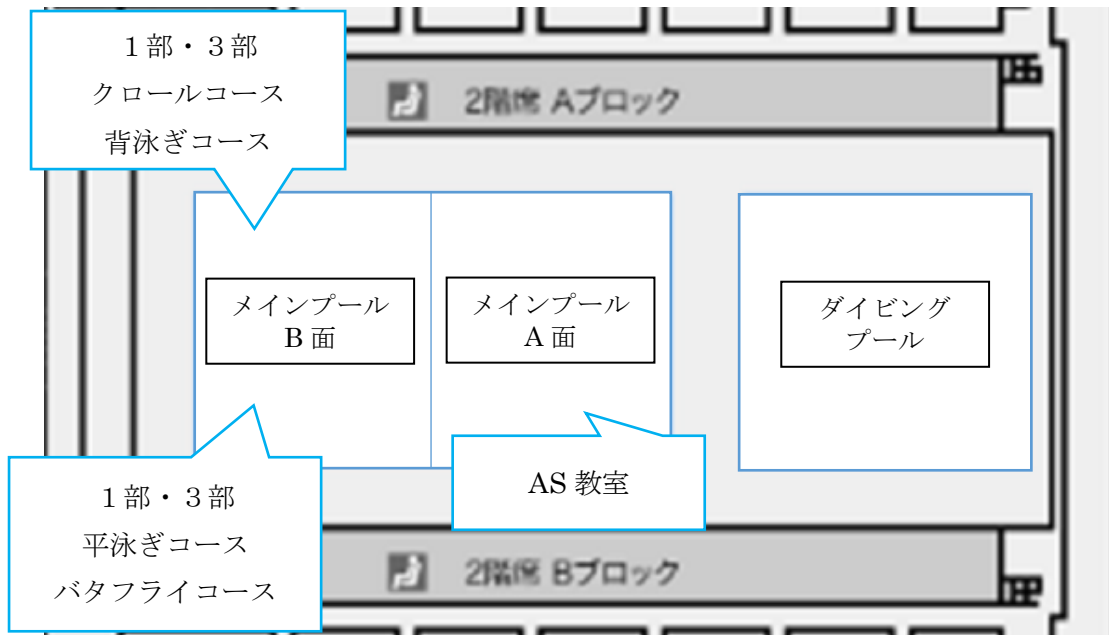 １部・３部
クロールコース
背泳ぎコース
2階席 Aブロック
メインプール
B 面
メインプール
A 面
ダイビング
プール
１部・３部
平泳ぎコース
バタフライコース
AS 教室
2階席 Bブロック